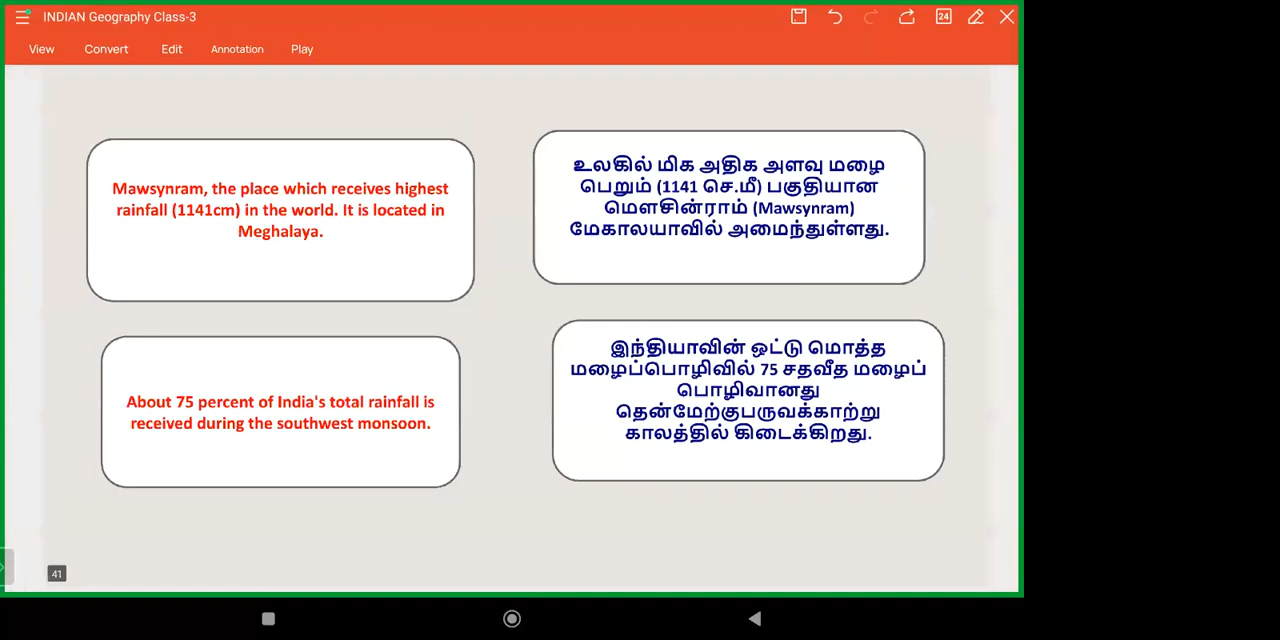 INDIAN Geography Class-3
24
View Convert Edit Annotation Play
Mawsynram, the place which receives highest
rainfall (1141cm) in the world. It is located in
Meghalaya.
உலகில் மிக அதிக அளவு மழை
பெறும் (1141 செ.மீ) பகுதியான
மௌசின்ராம் (Mawsynram)
மேகாலயாவில் அமைந்துள்ளது.
About 75 percent of India's total rainfall is
received during the southwest monsoon.
இந்தியாவின் ஒட்டு மொத்த
மழைப்பொழிவில் 75 சதவீத மழைப்
பொழிவானது
தென்மேற்குபருவக்காற்று
காலத்தில் கிடைக்கிறது.
41